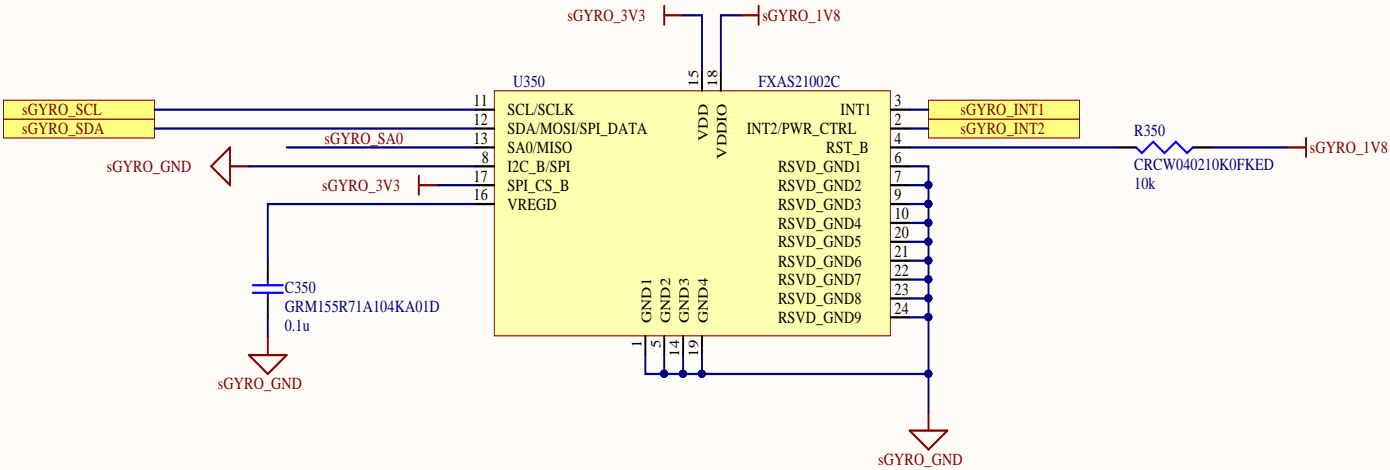 sGYRO_3V3
sGYRO_1V8
15
18
U350
FXAS21002C
VDD
VDDIO
sGYRO_SCL
11
SCL/SCLK
INT1
3
sGYRO_INT1
sGYRO_SDA
12
SDA/MOSI/SPI_DATA
INT2/PWR_CTRL
2
sGYRO_INT2
sGYRO_SA0
13
SA0/MISO
RST_B
4
R350
sGYRO_1V8
CRCW040210K0FKED
10k
sGYRO_GND
8
I2C_B/SPI
RSVD_GND1
6
sGYRO_3V3
17
SPI_CS_B
RSVD_GND2
7
16
VREGD
RSVD_GND3
9
RSVD_GND4
10
RSVD_GND5
20
RSVD_GND6
21
RSVD_GND7
22
RSVD_GND8
23
RSVD_GND9
24
C350
GRM155R71A104KA01D
0.1u
sGYRO_GND
GND1
GND2
GND3
GND4
1
5
14
19
sGYRO_GND